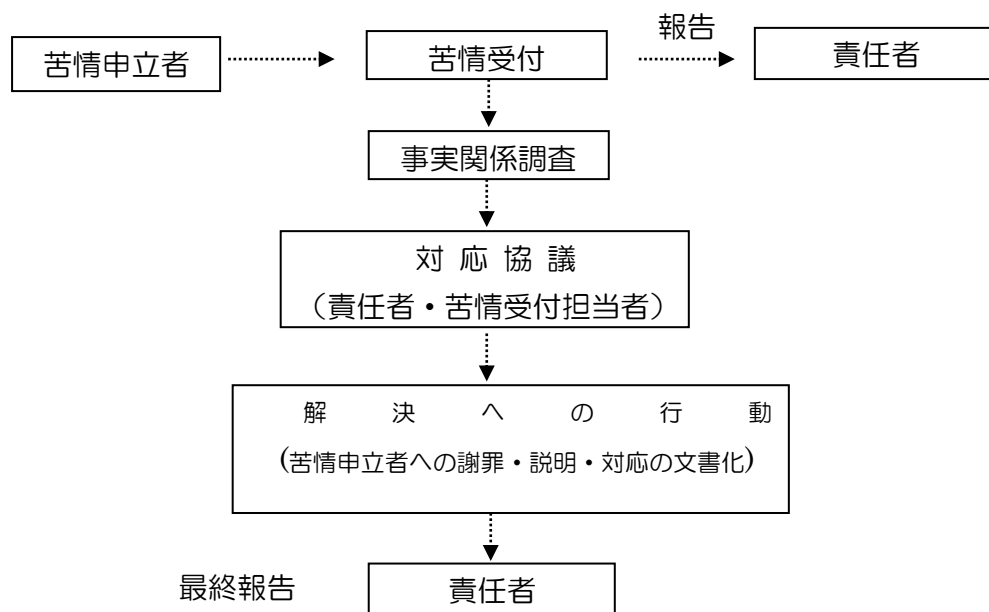 報告
苦情申立者
苦情受付
責任者
事実関係調査
対 応 協 議
（責任者・苦情受付担当者）
解 決 へ の 行 動
(苦情申立者への謝罪・説明・対応の文書化)
最終報告
責任者